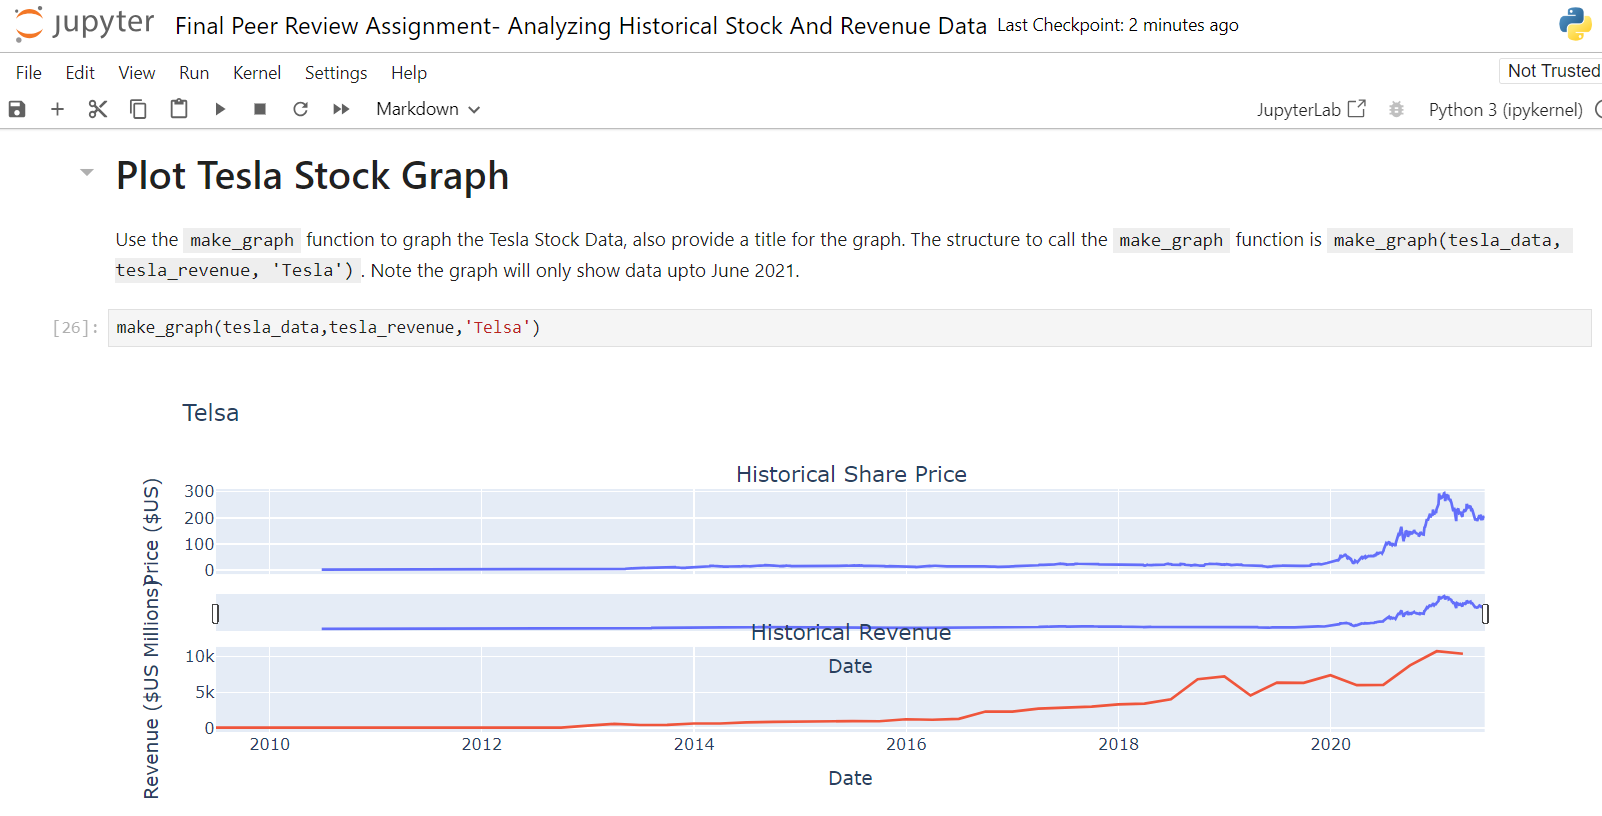 jupyter Final Peer Review Assignment- Analyzing Historical Stock And Revenue Data Last Checkpoint: 2 minutes ago
File Edit View Run Kernel Settings Help Not Trusted
Markdown JupyterLab Python 3 (ipykernel)
Plot Tesla Stock Graph
Use the make_graph function to graph the Tesla Stock Data, also provide a title for the graph. The structure to call the make_graph function is make_graph(tesla_data,
tesla_revenue, 'Tesla'). Note the graph will only show data upto June 2021.
[26]: make_graph(tesla_data,tesla_revenue,'Telsa')
Telsa
Historical Share Price
Price ($US)
300
200
100
0
Historical Revenue
Date
Revenue ($US Millions)
10k
5k
0
2010 2012 2014 2016 2018 2020
Date